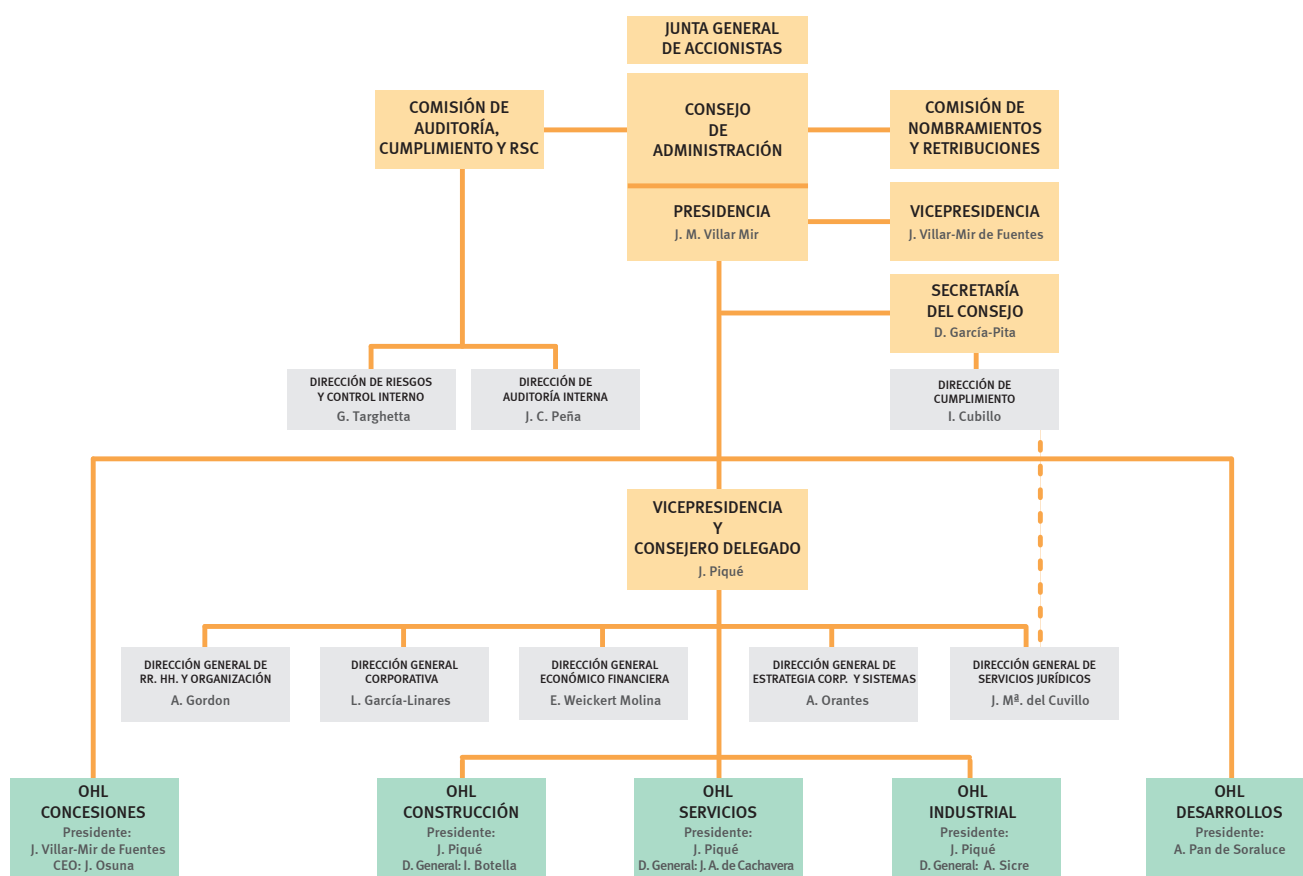 JUNTA GENERAL
DE ACCIONISTAS
COMISIÓN DE
AUDITORÍA,
CUMPLIMIENTO Y RSC
CONSEJO
DE
ADMINISTRACIÓN
COMISIÓN DE
NOMBRAMIENTOS
Y RETRIBUCIONES
PRESIDENCIA
J. M. Villar Mir
VICEPRESIDENCIA
J. Villar-Mir de Fuentes
SECRETARÍA
DEL CONSEJO
D. García-Pita
DIRECCIÓN DE RIESGOS
Y CONTROL INTERNO
G. Targhetta
DIRECCIÓN DE
AUDITORÍA INTERNA
J. C. Peña
DIRECCIÓN DE
CUMPLIMIENTO
I. Cubillo
VICEPRESIDENCIA
Y
CONSEJERO DELEGADO
J. Piqué
DIRECCIÓN GENERAL DE
RR. HH. Y ORGANIZACIÓN
A. Gordon
DIRECCIÓN GENERAL
CORPORATIVA
L. García-Linares
DIRECCIÓN GENERAL
ECONÓMICO FINANCIERA
E. Weickert Molina
DIRECCIÓN GENERAL DE
ESTRATEGIA CORP. Y SISTEMAS
A. Orantes
DIRECCIÓN GENERAL DE
SERVICIOS JURÍDICOS
J. Mª. del Cuvillo
OHL
CONCESIONES
Presidente:
J. Villar-Mir de Fuentes
CEO: J. Osuna
OHL
CONSTRUCCIÓN
Presidente:
J. Piqué
D. General: I. Botella
OHL
SERVICIOS
Presidente:
J. Piqué
D. General: J. A. de Cachavera
OHL
INDUSTRIAL
Presidente:
J. Piqué
D. General: A. Sicre
OHL
DESARROLLOS
Presidente:
A. Pan de Soraluce